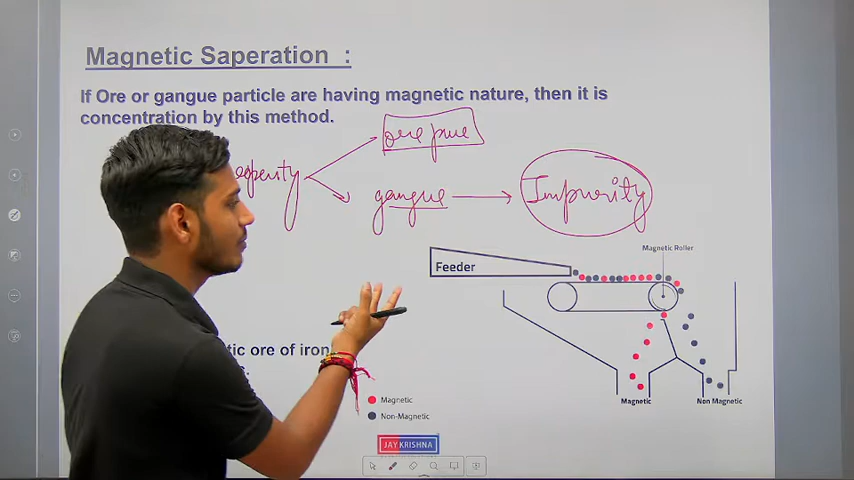 Magnetic Saperation :
If Ore or gangue particle are having magnetic nature, then it is
concentration by this method.
ore pure
gangue
Impurity
Magnetic Roller
Feeder
tic ore of iron
Magnetic
Non-Magnetic
Magnetic
Non Magnetic
JAY KRISHNA